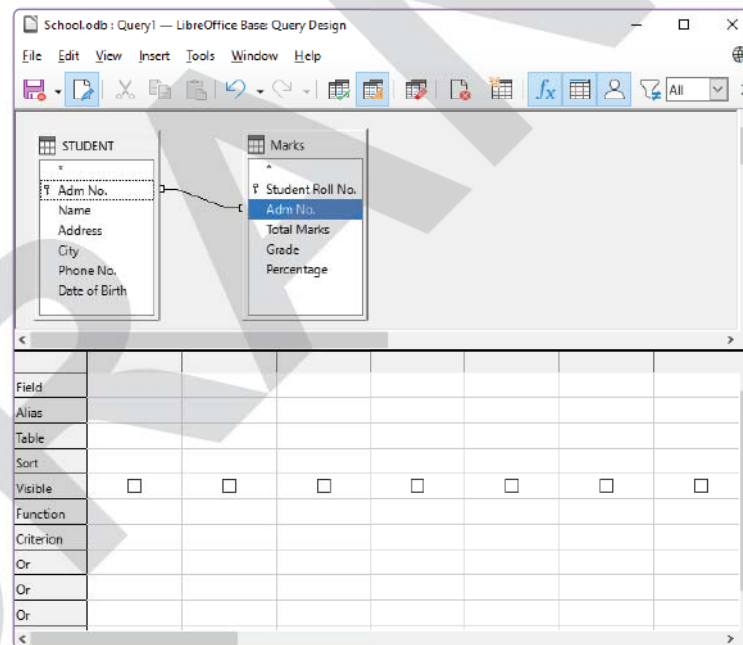 School.odb : Query1 — LibreOffice Base: Query Design
File Edit View Insert Tools Window Help
fx All
STUDENT
*
Adm No.
Name
Address
City
Phone No.
Date of Birth
Marks
*
Student Roll No.
Adm No.
Total Marks
Grade
Percentage
Field
Alias
Table
Sort
Visible
Function
Criterion
Or
Or
Or